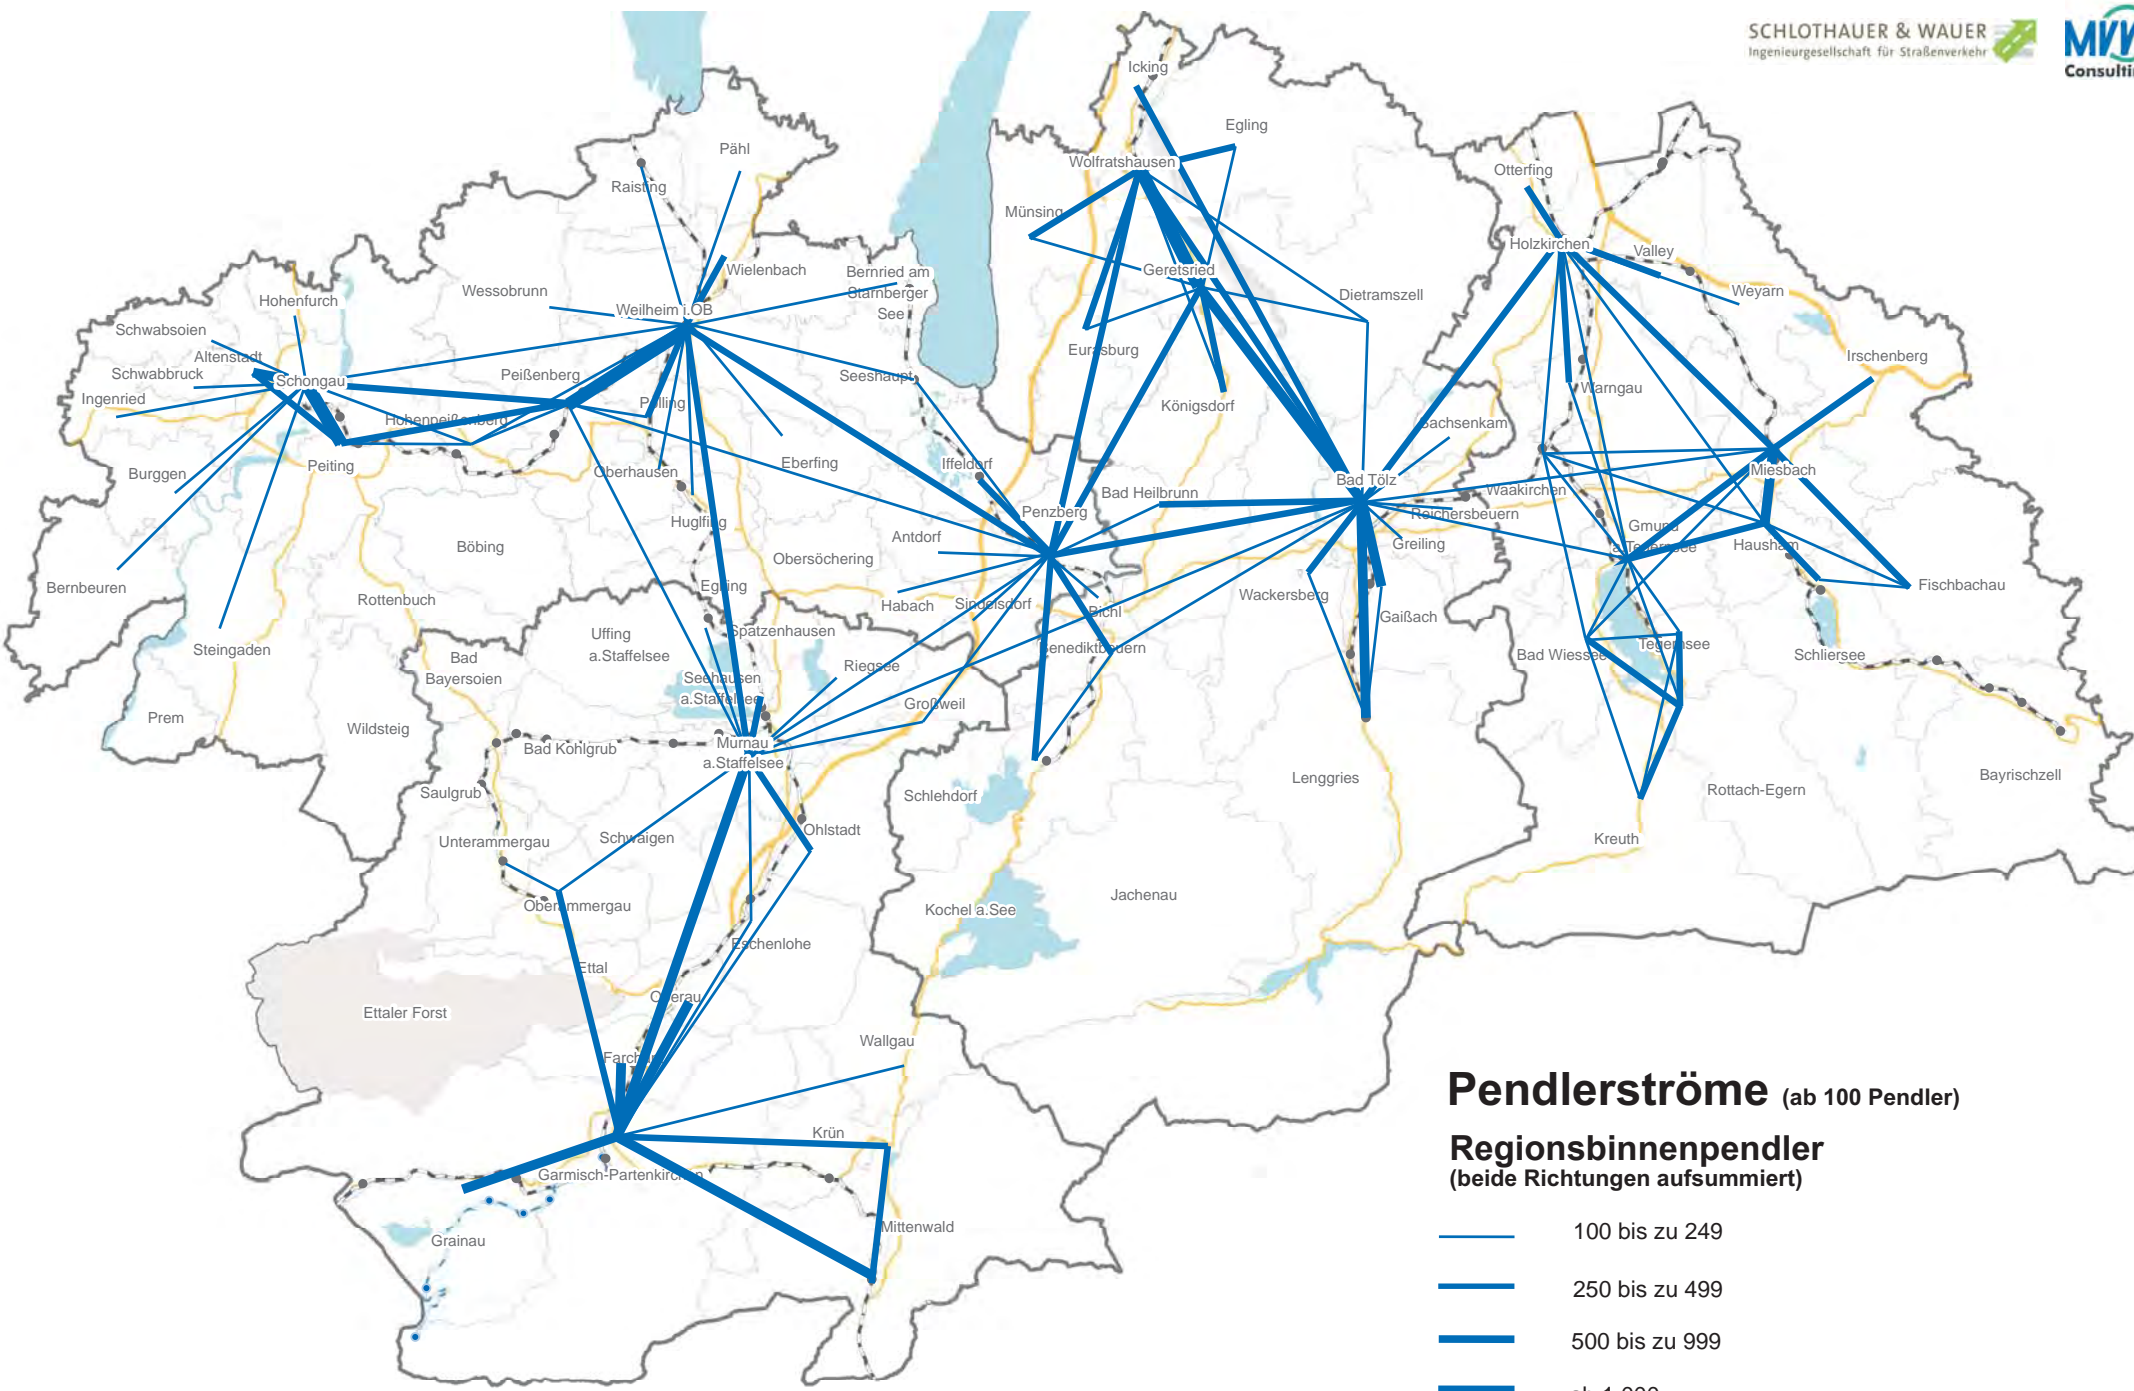 SCHLOTHAUER & WAUER
Ingenieurgesellschaft für Straßenverkehr
Consulti
Icking
Egling
Pähl
Wolfratshausen
Otterfing
Raisting
Münsing
Holzkirchen
Valley
Wielenbach
Bernried am
Starnberger
See
Geretsried
Wessobrunn
Dietramszell
Weyarn
Hohenfurch
Weilheim i.OB
Schwabsoien
Altenstadt
Eurasburg
Irschenberg
Schwabbruck
Schongau
Peißenberg
Seeshaupt
Warngau
Ingenried
Polling
Königsdorf
Hohenpeißenberg
Sachsenkam
Peiting
Eberfing
Iffeldorf
Burggen
Oberhausen
Bad Tölz
Miesbach
Bad Heilbrunn
Waakirchen
Penzberg
Reichersbeuern
Huglfing
Antdorf
Gmund
a.Tegernsee
Greiling
Hausham
Böbing
Obersöchering
Bernbeuren
Eglfing
Fischbachau
Rottenbuch
Habach
Sindelsdorf
Bichl
Wackersberg
Gaißach
Spatzenhausen
Uffing
a.Staffelsee
Steingaden
Benediktbeuern
Tegernsee
Bad Wiessee
Schliersee
Bad
Bayersoien
Riegsee
Seehausen
a.Staffelsee
Großweil
Prem
Wildsteig
Bad Kohlgrub
Murnau
a.Staffelsee
Lenggries
Bayrischzell
Saulgrub
Schlehdorf
Rottach-Egern
Ohlstadt
Unterammergau
Schwaigen
Kreuth
Jachenau
Oberammergau
Kochel a.See
Eschenlohe
Ettal
Oberau
Ettaler Forst
Wallgau
Farchant
Krün
Garmisch-Partenkirchen
Mittenwald
Grainau
Pendlerströme (ab 100 Pendler)
Regionsbinnenpendler
(beide Richtungen aufsummiert)
100 bis zu 249
250 bis zu 499
500 bis zu 999